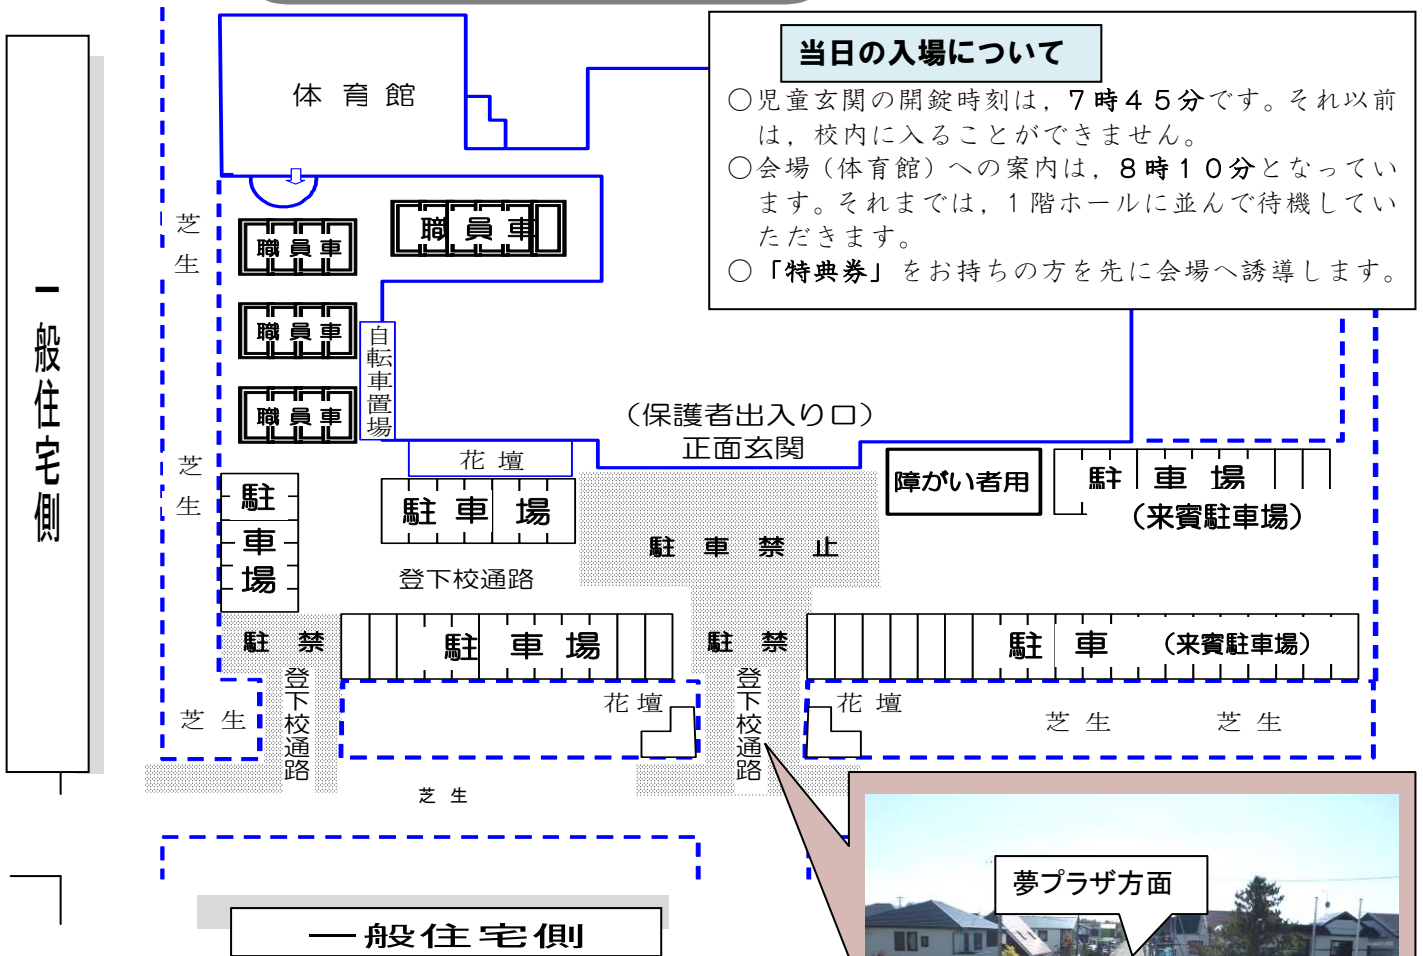 当日の入場について
○児童玄関の開錠時刻は，７時４５分です。それ以前
は，校内に入ることができません。
○会場（体育館）への案内は，８時１０分となってい
ます。それまでは，１階ホールに並んで待機してい
ただきます。
○「特典券」をお持ちの方を先に会場へ誘導します。
体育館
一般住宅側
芝生
職員車
職員車
職員車
職員車
自転車置場
芝生
（保護者出入り口）
正面玄関
花壇
駐車場
駐車場
障がい者用
駐車場
（来賓駐車場）
駐車禁止
登下校通路
駐禁
駐車場
駐禁
駐車
（来賓駐車場）
登下校通路
登下校通路
芝生
花壇
花壇
芝生
芝生
芝生
夢プラザ方面
一般住宅側